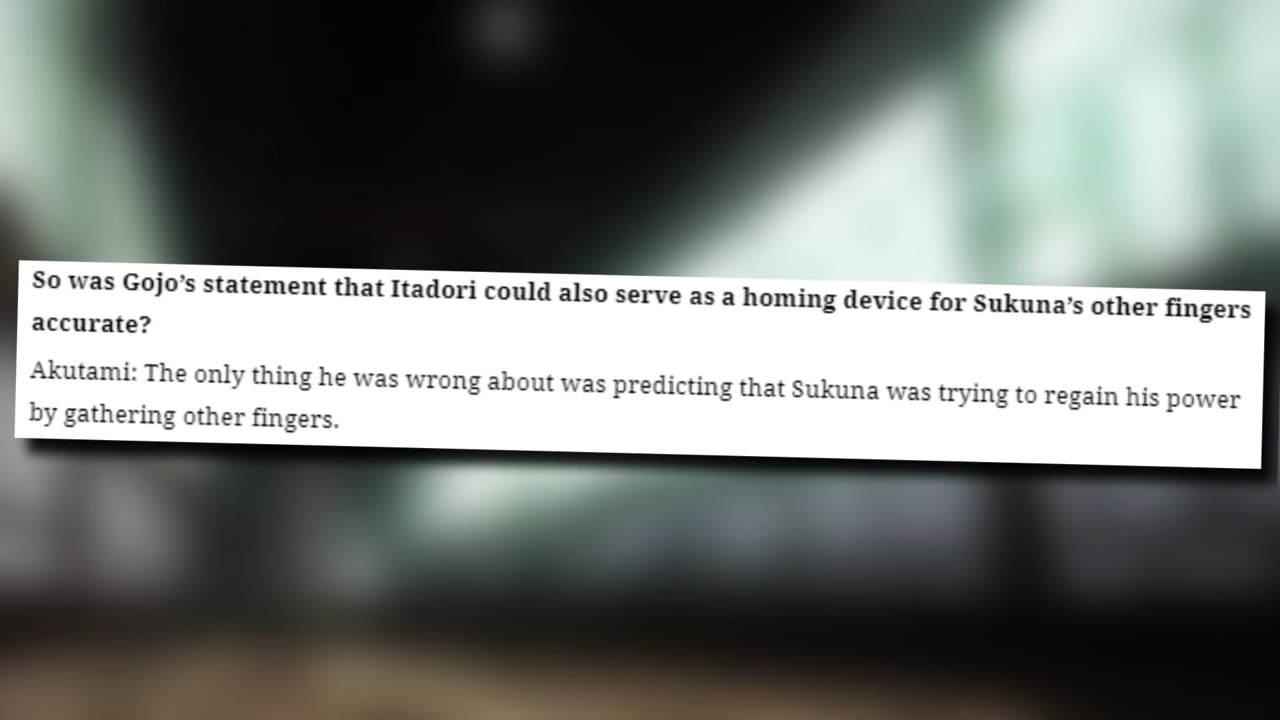 So was Gojo’s statement that Itadori could also serve as a homing device for Sukuna’s other fingers
accurate?
Akutami: The only thing he was wrong about was predicting that Sukuna was trying to regain his power
by gathering other fingers.